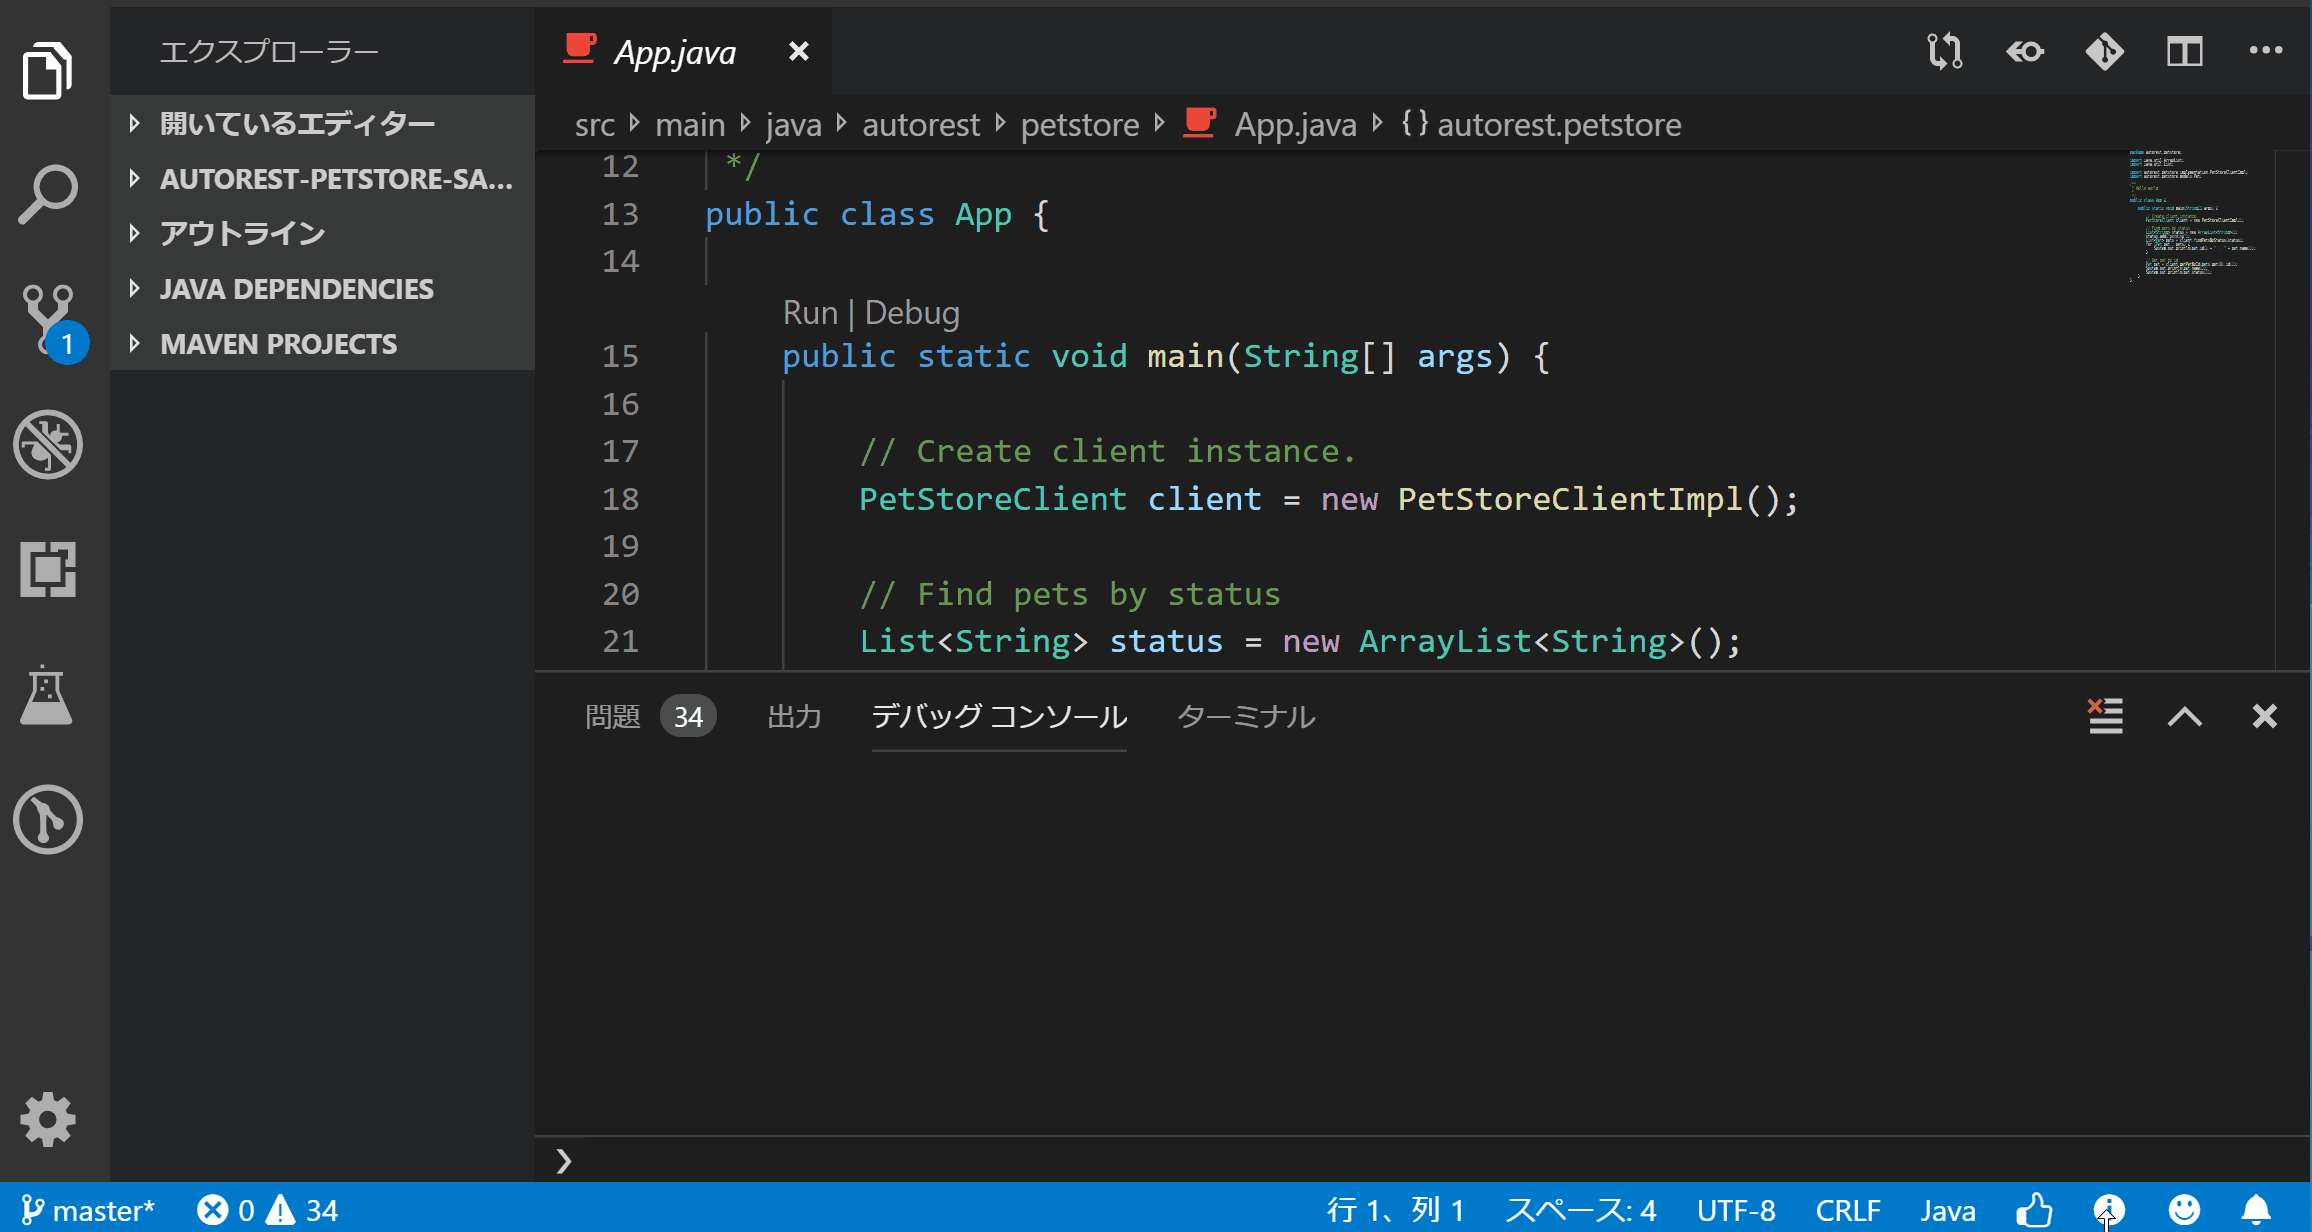 エクスプローラー
開いているエディター
AUTOREST-PETSTORE-SA...
アウトライン
JAVA DEPENDENCIES
MAVEN PROJECTS
1
App.java
src main java autorest petstore App.java {} autorest.petstore
12 */
13 public class App {
14
Run | Debug
15 public static void main(String[] args) {
16
17 // Create client instance.
18 PetStoreClient client = new PetStoreClientImpl();
19
20 // Find pets by status
21 List<String> status = new ArrayList<String>();
問題 34 出力 デバッグ コンソール ターミナル
master* 0 34 行 1、列 1 スペース: 4 UTF-8 CRLF Java